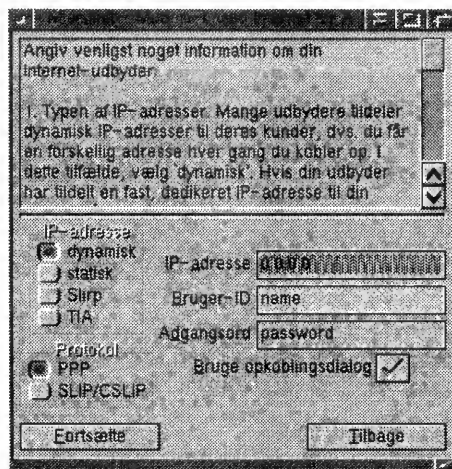 Angiv venligst noget information om din
Internet-udbyder
1. Typen af IP-adresser. Mange udbydere tildeler
dynamisk IP-adresser til deres kunder, dvs. du får
en forskellig adresse hver gang du kobler op. I
dette tilfælde, vælg 'dynamisk'. Hvis din udbyder
har tildelt en fast, dedikeret IP-adresse til din
IP-adresse
dynamisk
statisk
Slirp
TIA
Protokol
PPP
SLIP/CSLIP
IP-adresse 0.0.0.0
Bruger-ID name
Adgangsord password
Bruge opkoblingsdialog
Fortsætte
Tilbage